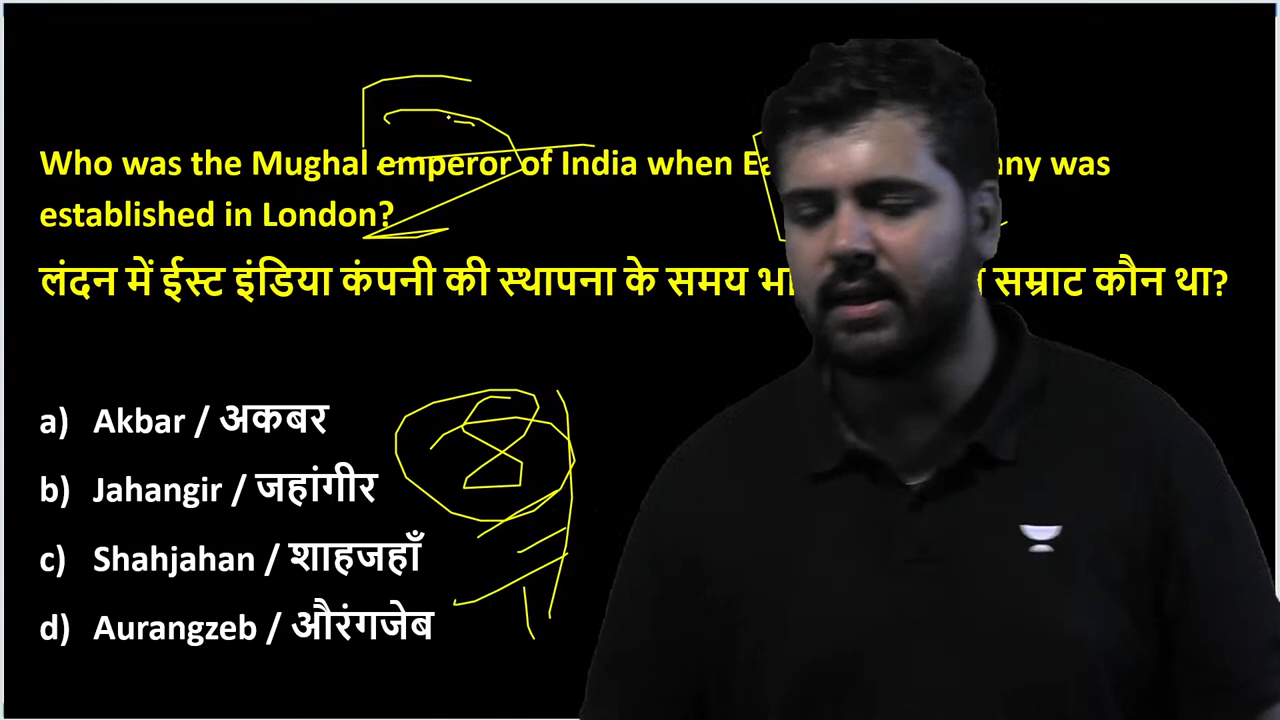 Who was the Mughal emperor of India when Ea any was
established in London?
लंदन में ईस्ट इंडिया कंपनी की स्थापना के समय भा सम्राट कौन था?
a) Akbar / अकबर
b) Jahangir / जहांगीर
c) Shahjahan / शाहजहाँ
d) Aurangzeb / औरंगजेब